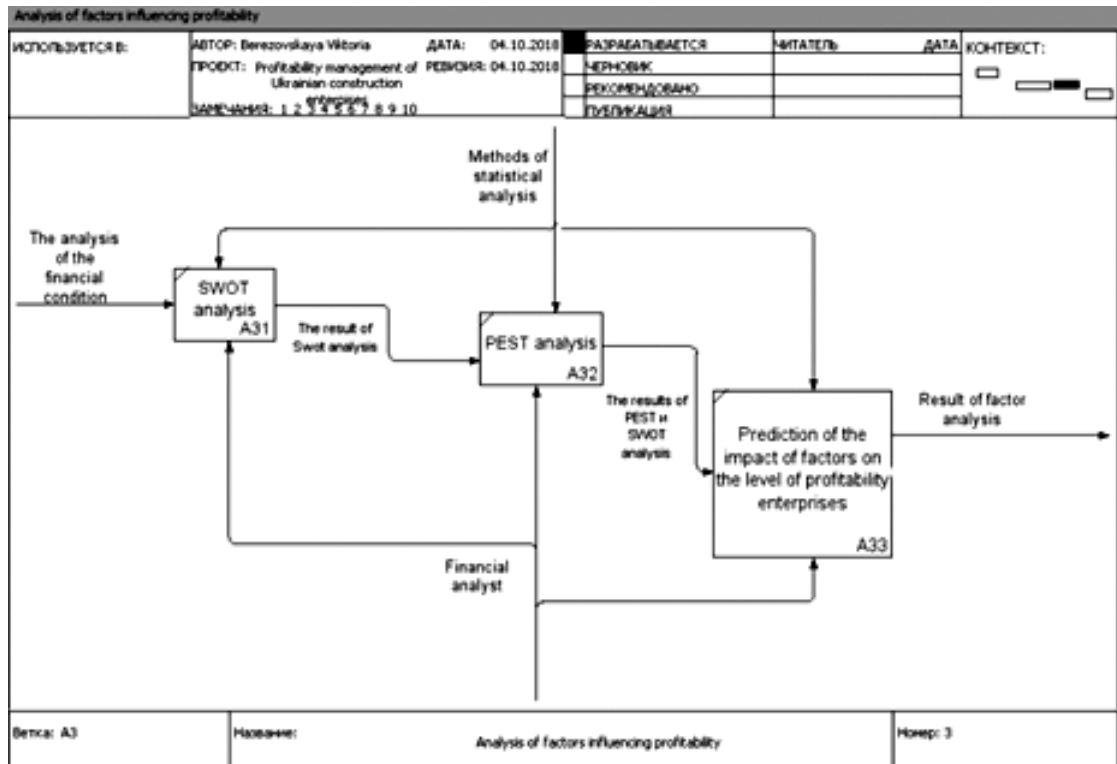 Analysis of factors influencing profitability
ИСПОЛЬЗУЕТСЯ В:
АВТОР: Berezovskaya Viktoria
ДАТА: 04.10.2018
ПРОЕКТ: Profitability management of
Ukrainian construction
enterprises
РЕВИЗИЯ: 04.10.2018
ЗАМЕЧАНИЯ: 1 2 3 4 5 6 7 8 9 10
РАЗРАБАТЫВАЕТСЯ
ЧЕРНОВИК
РЕКОМЕНДОВАНО
ПУБЛИКАЦИЯ
ЧИТАТЕЛЬ
ДАТА
КОНТЕКСТ:
Methods of
statistical
analysis
The analysis
of the
financial
condition
SWOT
analysis
A31
The result of
Swot analysis
PEST analysis
A32
The results of
PEST и
SWOT
analysis
Prediction of the
impact of factors on
the level of profitability
enterprises
A33
Result of factor
analysis
Financial
analyst
Ветка: A3
Название:
Analysis of factors influencing profitability
Номер: 3